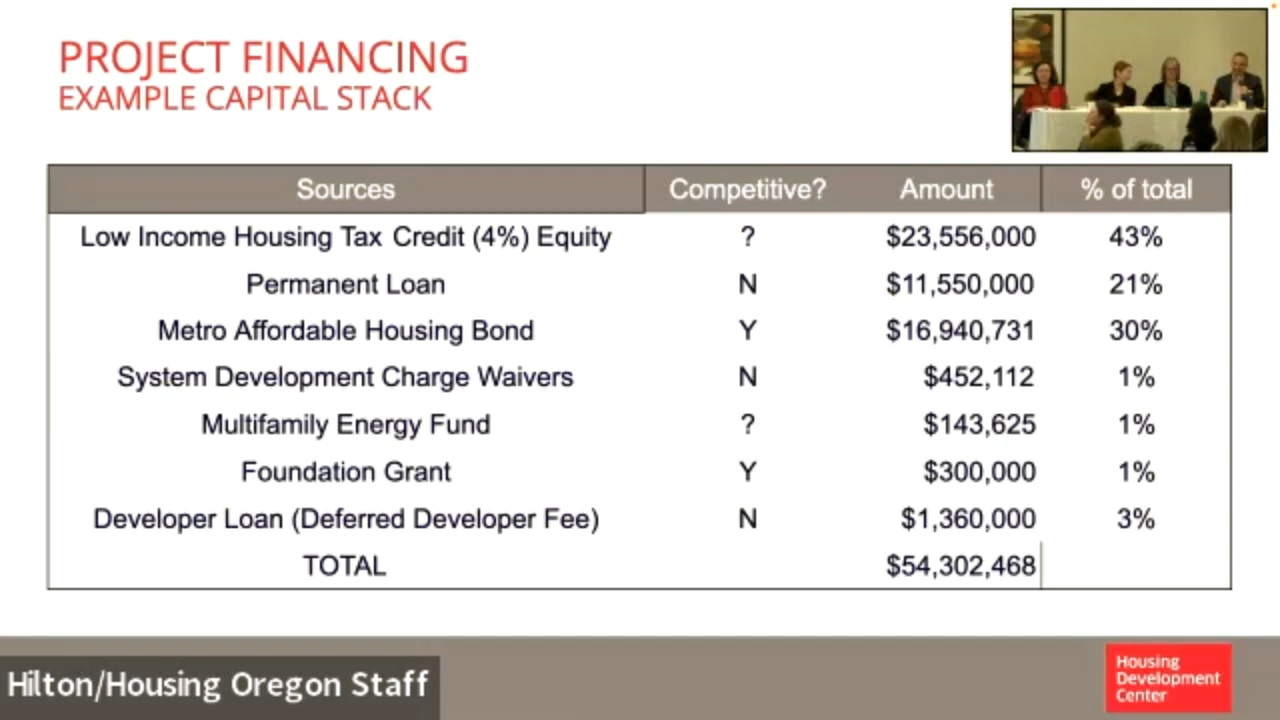 PROJECT FINANCING
EXAMPLE CAPITAL STACK
Sources Competitive? Amount % of total
Low Income Housing Tax Credit (4%) Equity ? $23,556,000 43%
Permanent Loan N $11,550,000 21%
Metro Affordable Housing Bond Y $16,940,731 30%
System Development Charge Waivers N $452,112 1%
Multifamily Energy Fund ? $143,625 1%
Foundation Grant Y $300,000 1%
Developer Loan (Deferred Developer Fee) N $1,360,000 3%
TOTAL $54,302,468
Hilton/Housing Oregon Staff
Housing
Development
Center